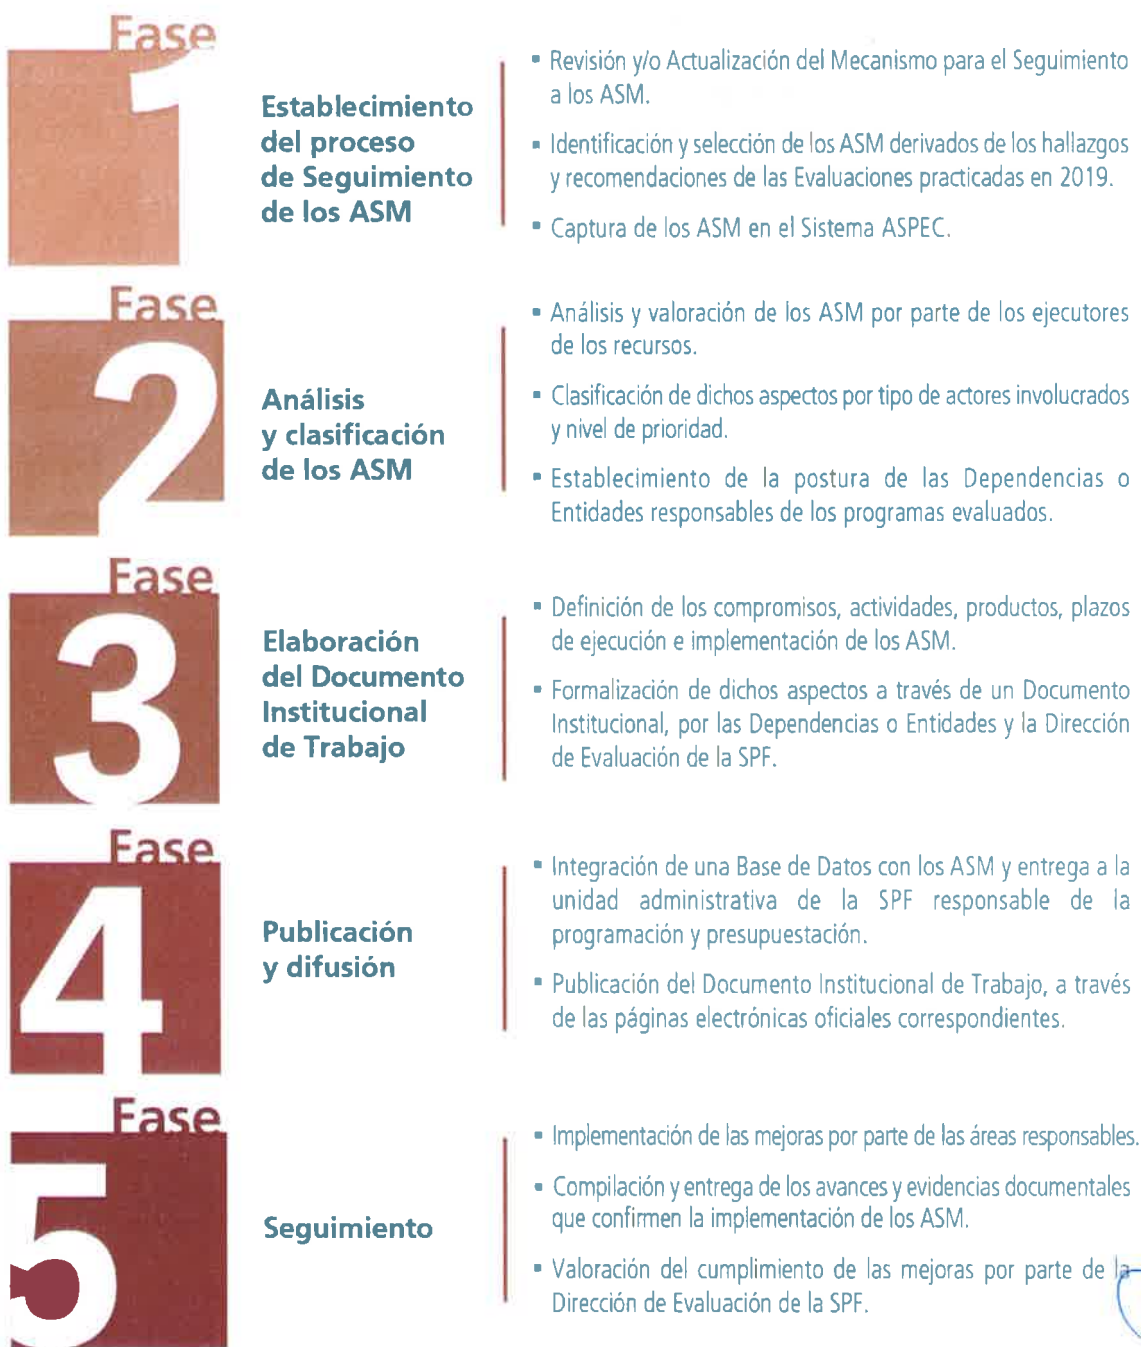 Fase
1
Establecimiento
del proceso
de Seguimiento
de los ASM
▪ Revisión y/o Actualización del Mecanismo para el Seguimiento
a los ASM.
▪ Identificación y selección de los ASM derivados de los hallazgos
y recomendaciones de las Evaluaciones practicadas en 2019.
▪ Captura de los ASM en el Sistema ASPEC.
Fase
2
Análisis
y clasificación
de los ASM
▪ Análisis y valoración de los ASM por parte de los ejecutores
de los recursos.
▪ Clasificación de dichos aspectos por tipo de actores involucrados
y nivel de prioridad.
▪ Establecimiento de la postura de las Dependencias o
Entidades responsables de los programas evaluados.
Fase
3
Elaboración
del Documento
Institucional
de Trabajo
▪ Definición de los compromisos, actividades, productos, plazos
de ejecución e implementación de los ASM.
▪ Formalización de dichos aspectos a través de un Documento
Institucional, por las Dependencias o Entidades y la Dirección
de Evaluación de la SPF.
Fase
4
Publicación
y difusión
▪ Integración de una Base de Datos con los ASM y entrega a la
unidad administrativa de la SPF responsable de la
programación y presupuestación.
▪ Publicación del Documento Institucional de Trabajo, a través
de las páginas electrónicas oficiales correspondientes.
Fase
5
Seguimiento
▪ Implementación de las mejoras por parte de las áreas responsables.
▪ Compilación y entrega de los avances y evidencias documentales
que confirmen la implementación de los ASM.
▪ Valoración del cumplimiento de las mejoras por parte de la
Dirección de Evaluación de la SPF.